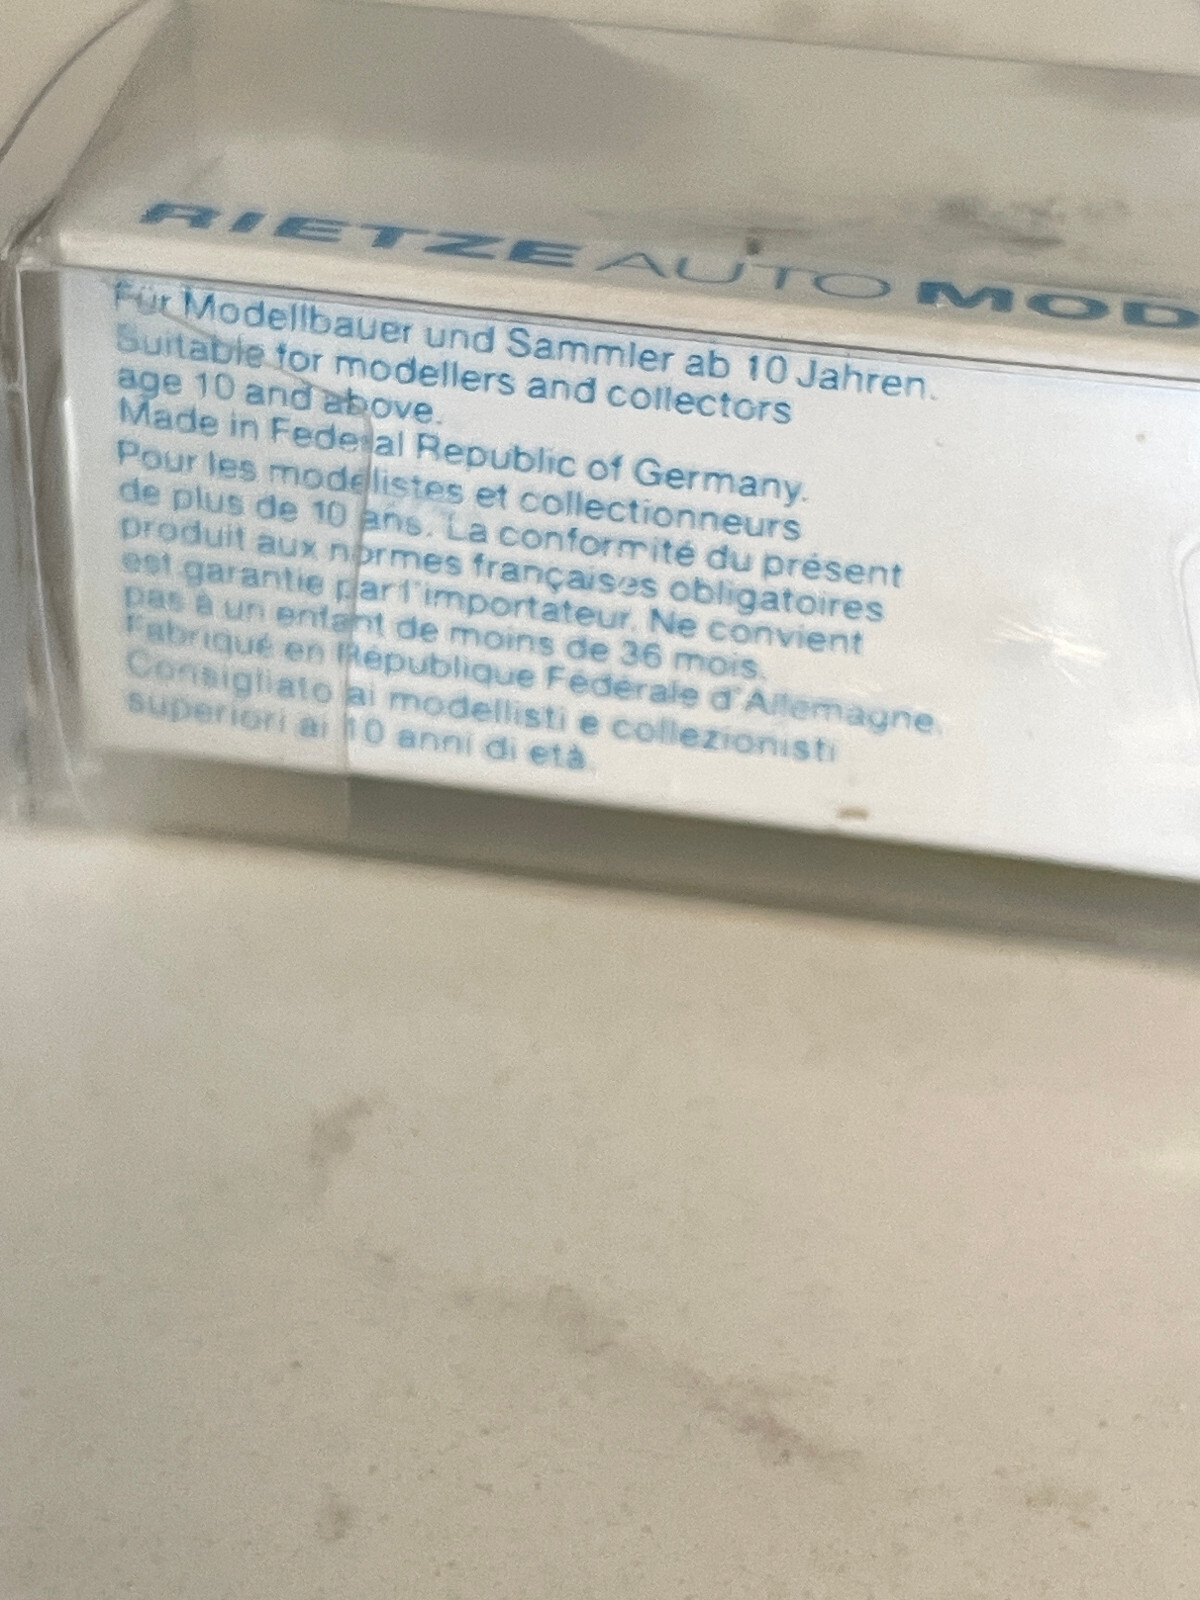 RIETZE AUTO MOD
Für Modellbauer und Sammler ab 10 Jahren.
Suitable for modellers and collectors
age 10 and above.
Made in Federal Republic of Germany.
Pour les modelistes et collectionneurs
de plus de 10 ans. La conformité du présent
produit aux normes françaises obligatoires
est garantie par l'importateur. Ne convient
pas à un enfant de moins de 36 mois.
Fabriqué en République Fédérale d'Allemagne.
Consigliato ai modellisti e collezionisti
superiori ai 10 anni di età.